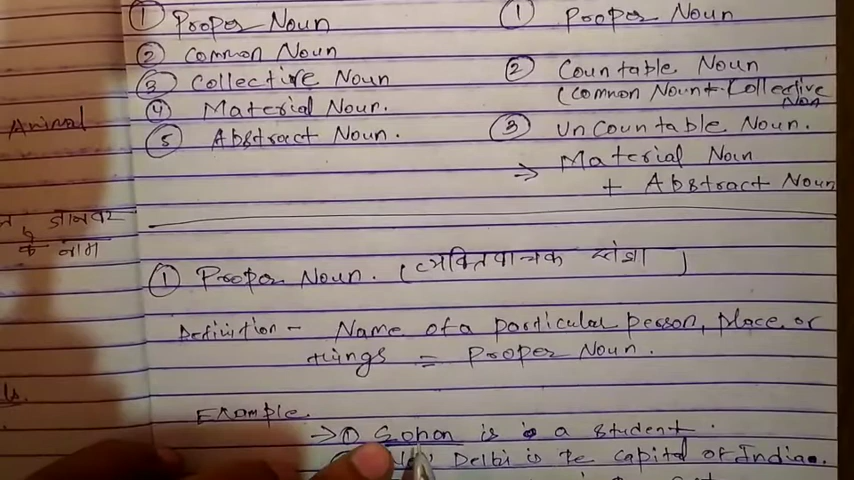 ① Proper Noun
② Common Noun
③ Collective Noun
④ Material Noun.
⑤ Abstract Noun.
① Proper Noun
② Countable Noun
(Common Noun + Collective
Noun
③ Uncountable Noun.
→ Material Noun
+ Abstract Noun
Animal
जानवर
के नाम
① Proper Noun. (व्यक्तिवाचक संज्ञा)
Definition - Name of a particular person, place or
things = Proper Noun.
Example.
→ ① Sohan is a student.
Delhi is the capital of India.